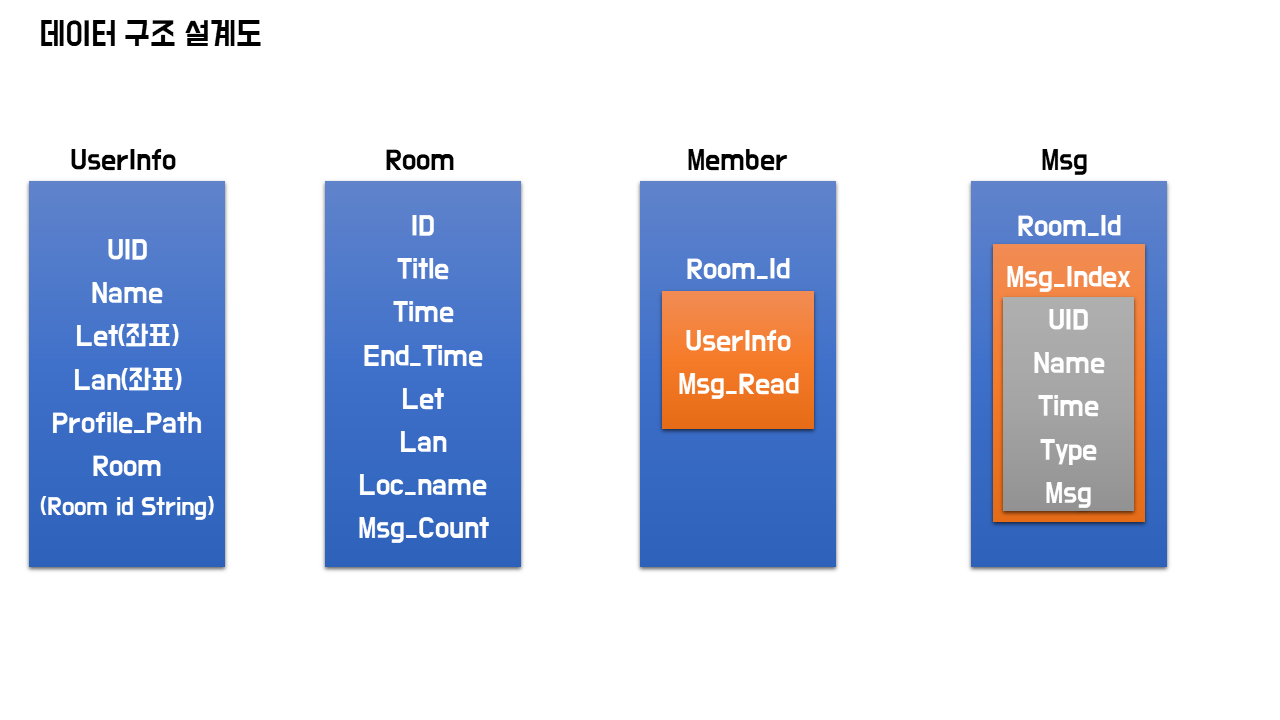 데이터 구조 설계도
UserInfo
UID
Name
Let(좌표)
Lan(좌표)
Profile_Path
Room
(Room id String)
Room
ID
Title
Time
End_Time
Let
Lan
Loc_name
Msg_Count
Member
Room_Id
UserInfo
Msg_Read
Msg
Room_Id
Msg_Index
UID
Name
Time
Type
Msg